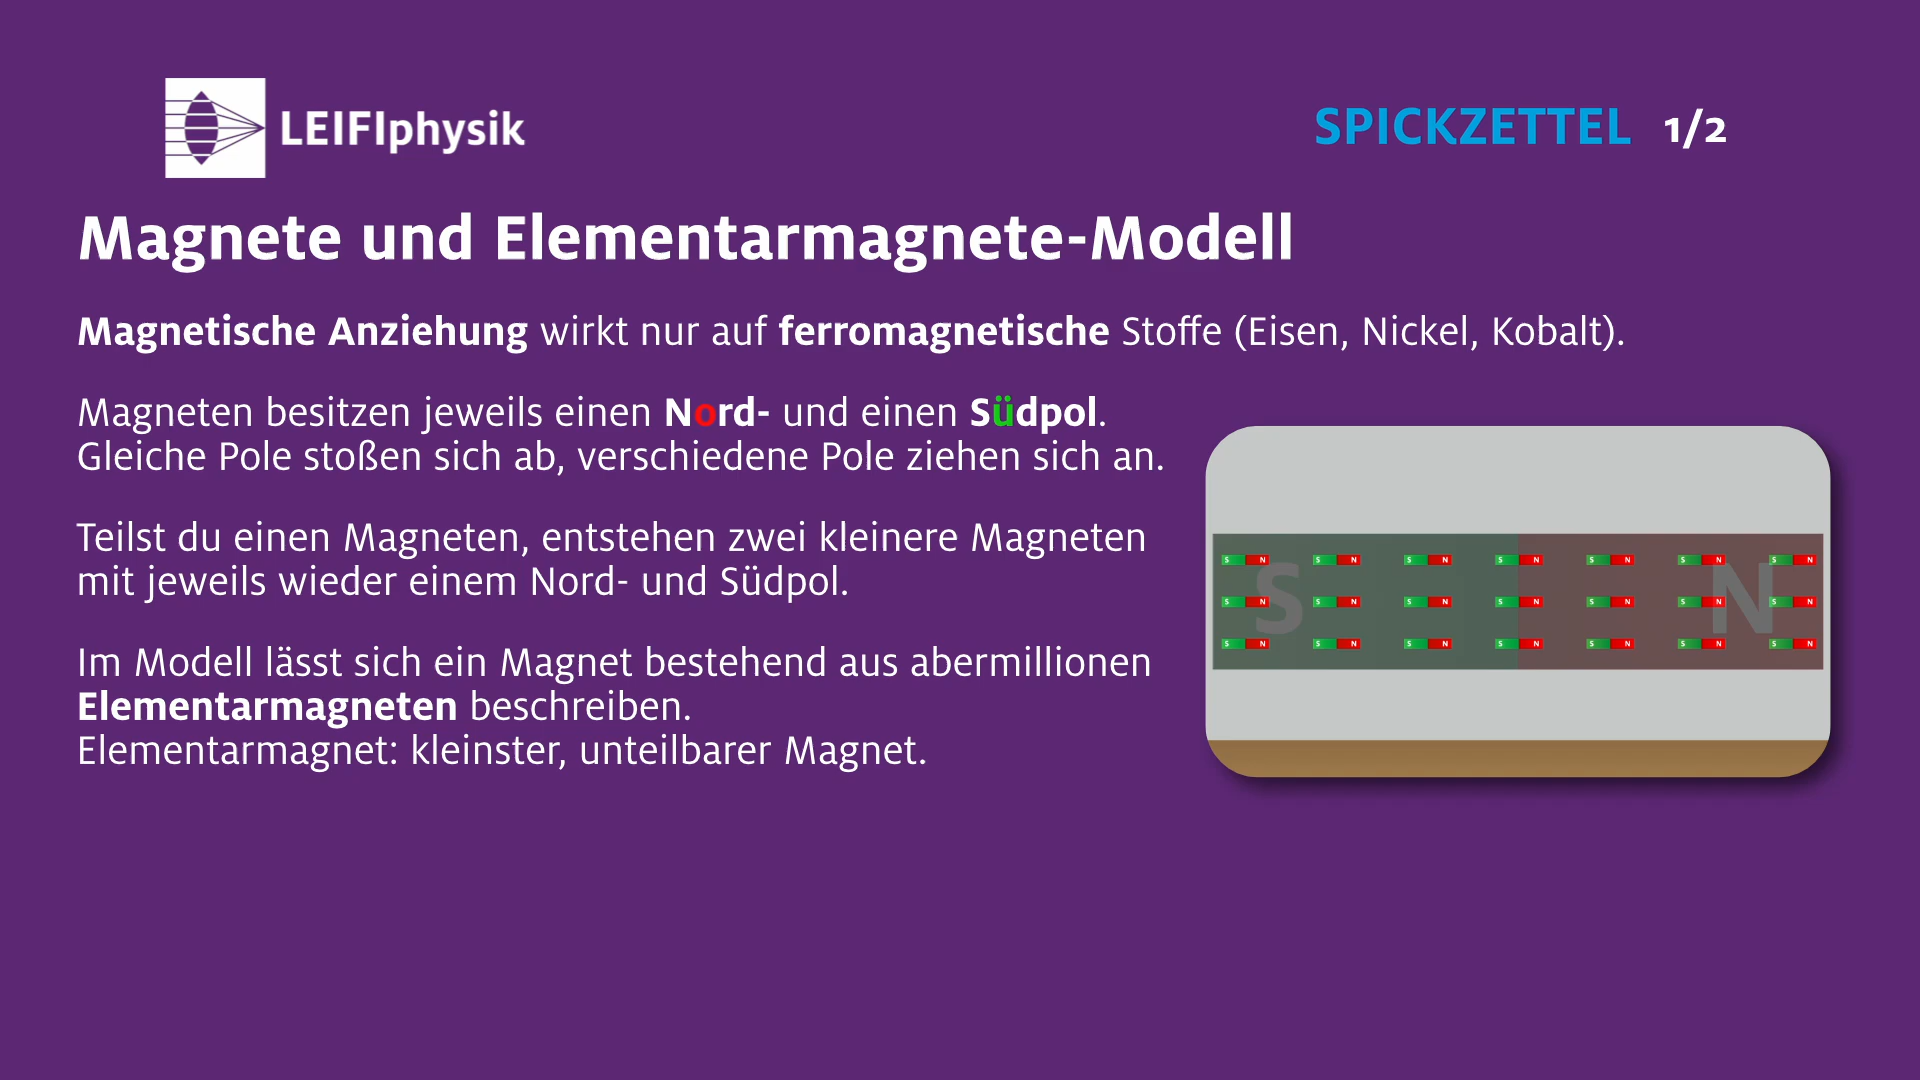 LEIFIphysik
SPICKZETTEL 1/2
Magnete und Elementarmagnete-Modell
Magnetische Anziehung wirkt nur auf ferromagnetische Stoffe (Eisen, Nickel, Kobalt).
Magneten besitzen jeweils einen Nord- und einen Südpol.
Gleiche Pole stoßen sich ab, verschiedene Pole ziehen sich an.
Teilst du einen Magneten, entstehen zwei kleinere Magneten
mit jeweils wieder einem Nord- und Südpol.
Im Modell lässt sich ein Magnet bestehend aus abermillionen
Elementarmagneten beschreiben.
Elementarmagnet: kleinster, unteilbarer Magnet.
S N
S N S N S N S N S N S N S N
S N S N S N S N S N S N S N
S N S N S N S N S N S N S N